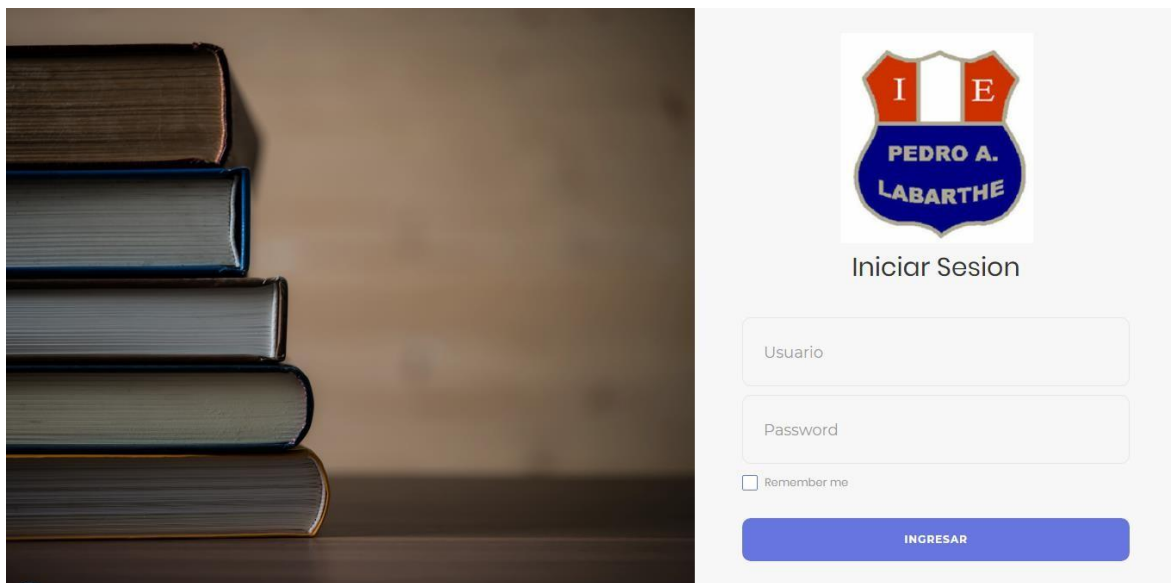 I E
PEDRO A.
LABARTHE
Iniciar Sesion
Usuario
Password
Remember me
INGRESAR